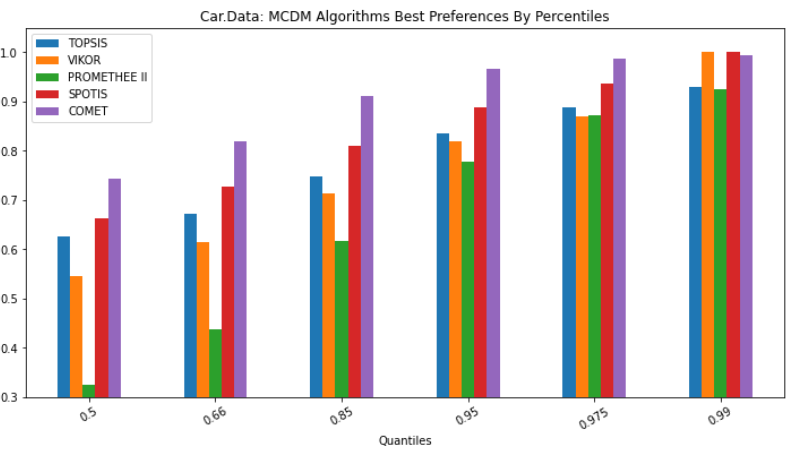 Car.Data: MCDM Algorithms Best Preferences By Percentiles
TOPSIS
VIKOR
PROMETHEE II
SPOTIS
COMET
1.0
0.9
0.8
0.7
0.6
0.5
0.4
0.3
0.5
0.66
0.85
0.95
0.975
0.99
Quantiles